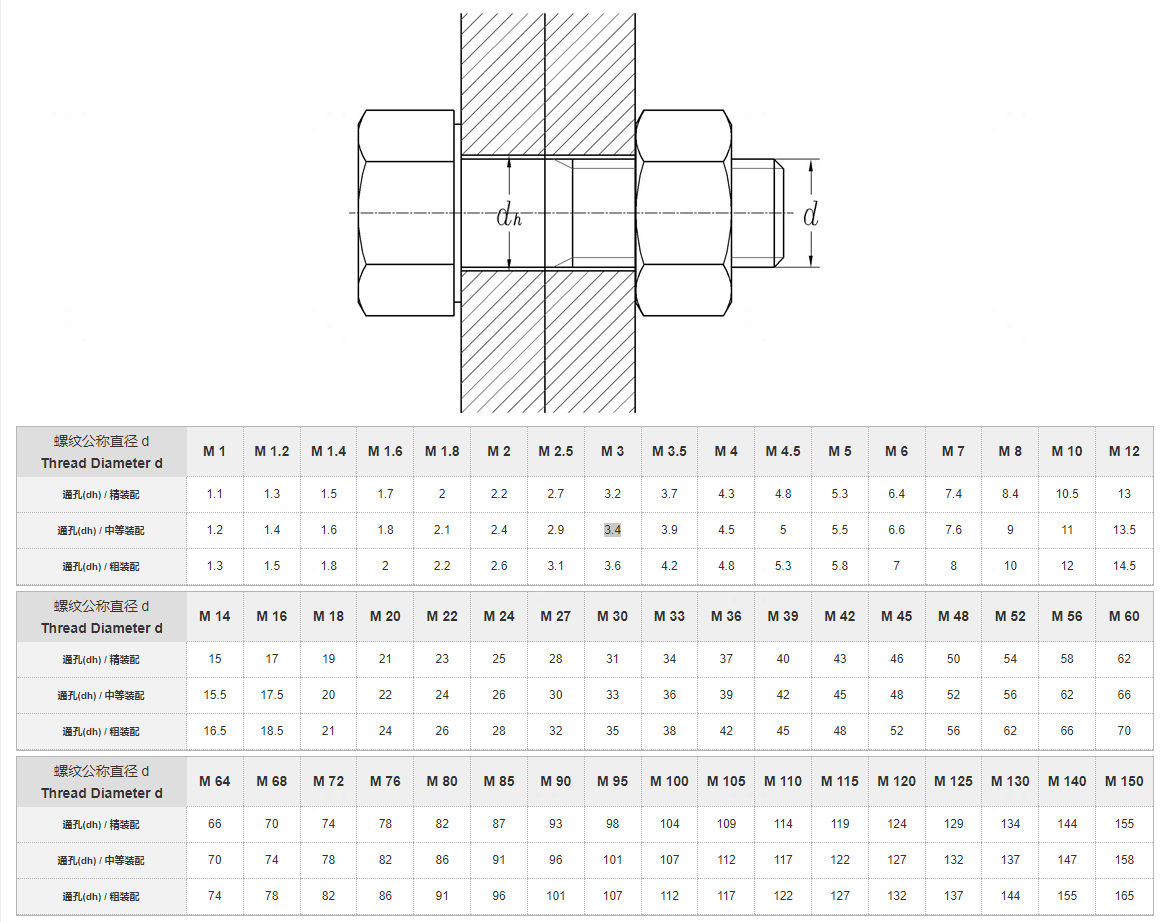 dh
d
螺纹公称直径 d
Thread Diameter d
M 1 M 1.2 M 1.4 M 1.6 M 1.8 M 2 M 2.5 M 3 M 3.5 M 4 M 4.5 M 5 M 6 M 7 M 8 M 10 M 12
通孔(dh) / 精装配 1.1 1.3 1.5 1.7 2 2.2 2.7 3.2 3.7 4.3 4.8 5.3 6.4 7.4 8.4 10.5 13
通孔(dh) / 中等装配 1.2 1.4 1.6 1.8 2.1 2.4 2.9 3.4 3.9 4.5 5 5.5 6.6 7.6 9 11 13.5
通孔(dh) / 粗装配 1.3 1.5 1.8 2 2.2 2.6 3.1 3.6 4.2 4.8 5.3 5.8 7 8 10 12 14.5
螺纹公称直径 d
Thread Diameter d
M 14 M 16 M 18 M 20 M 22 M 24 M 27 M 30 M 33 M 36 M 39 M 42 M 45 M 48 M 52 M 56 M 60
通孔(dh) / 精装配 15 17 19 21 23 25 28 31 34 37 40 43 46 50 54 58 62
通孔(dh) / 中等装配 15.5 17.5 20 22 24 26 30 33 36 39 42 45 48 52 56 62 66
通孔(dh) / 粗装配 16.5 18.5 21 24 26 28 32 35 38 42 45 48 52 56 62 66 70
螺纹公称直径 d
Thread Diameter d
M 64 M 68 M 72 M 76 M 80 M 85 M 90 M 95 M 100 M 105 M 110 M 115 M 120 M 125 M 130 M 140 M 150
通孔(dh) / 精装配 66 70 74 78 82 87 93 98 104 109 114 119 124 129 134 144 155
通孔(dh) / 中等装配 70 74 78 82 86 91 96 101 107 112 117 122 127 132 137 147 158
通孔(dh) / 粗装配 74 78 82 86 91 96 101 107 112 117 122 127 132 137 144 155 165